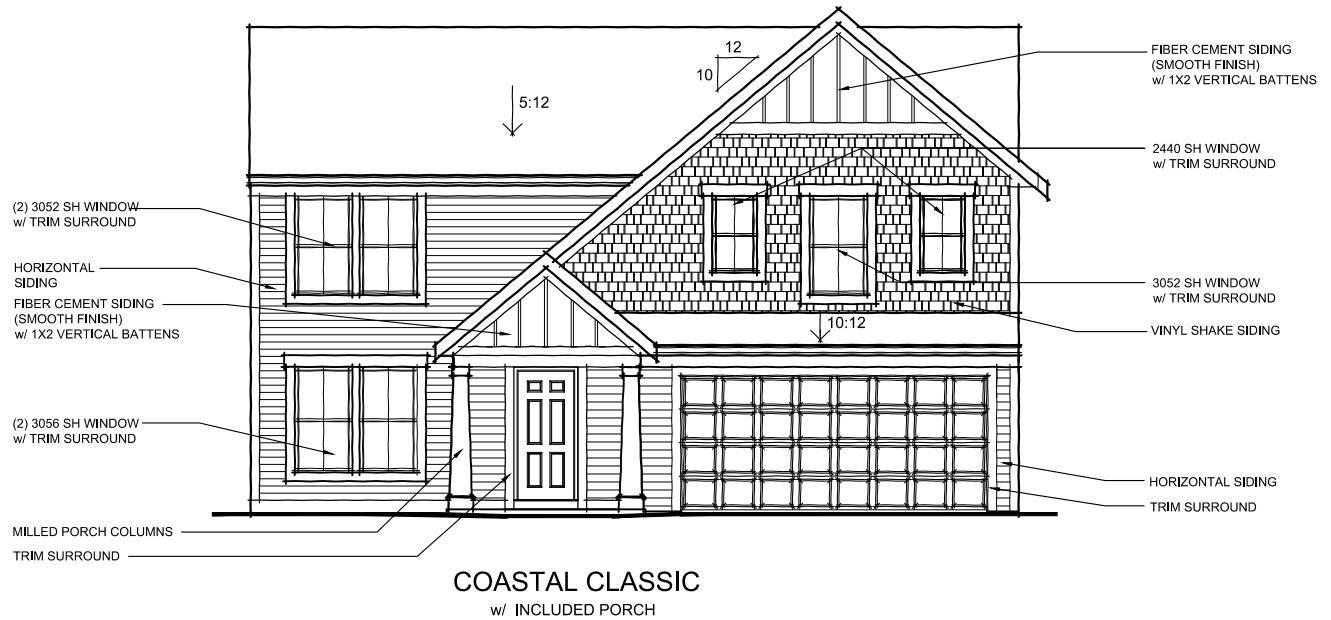 12
10
5:12
FIBER CEMENT SIDING
(SMOOTH FINISH)
w/ 1X2 VERTICAL BATTENS
2440 SH WINDOW
w/ TRIM SURROUND
(2) 3052 SH WINDOW
w/ TRIM SURROUND
HORIZONTAL
SIDING
FIBER CEMENT SIDING
(SMOOTH FINISH)
w/ 1X2 VERTICAL BATTENS
3052 SH WINDOW
w/ TRIM SURROUND
VINYL SHAKE SIDING
10:12
(2) 3056 SH WINDOW
w/ TRIM SURROUND
HORIZONTAL SIDING
TRIM SURROUND
MILLED PORCH COLUMNS
TRIM SURROUND
COASTAL CLASSIC
w/ INCLUDED PORCH